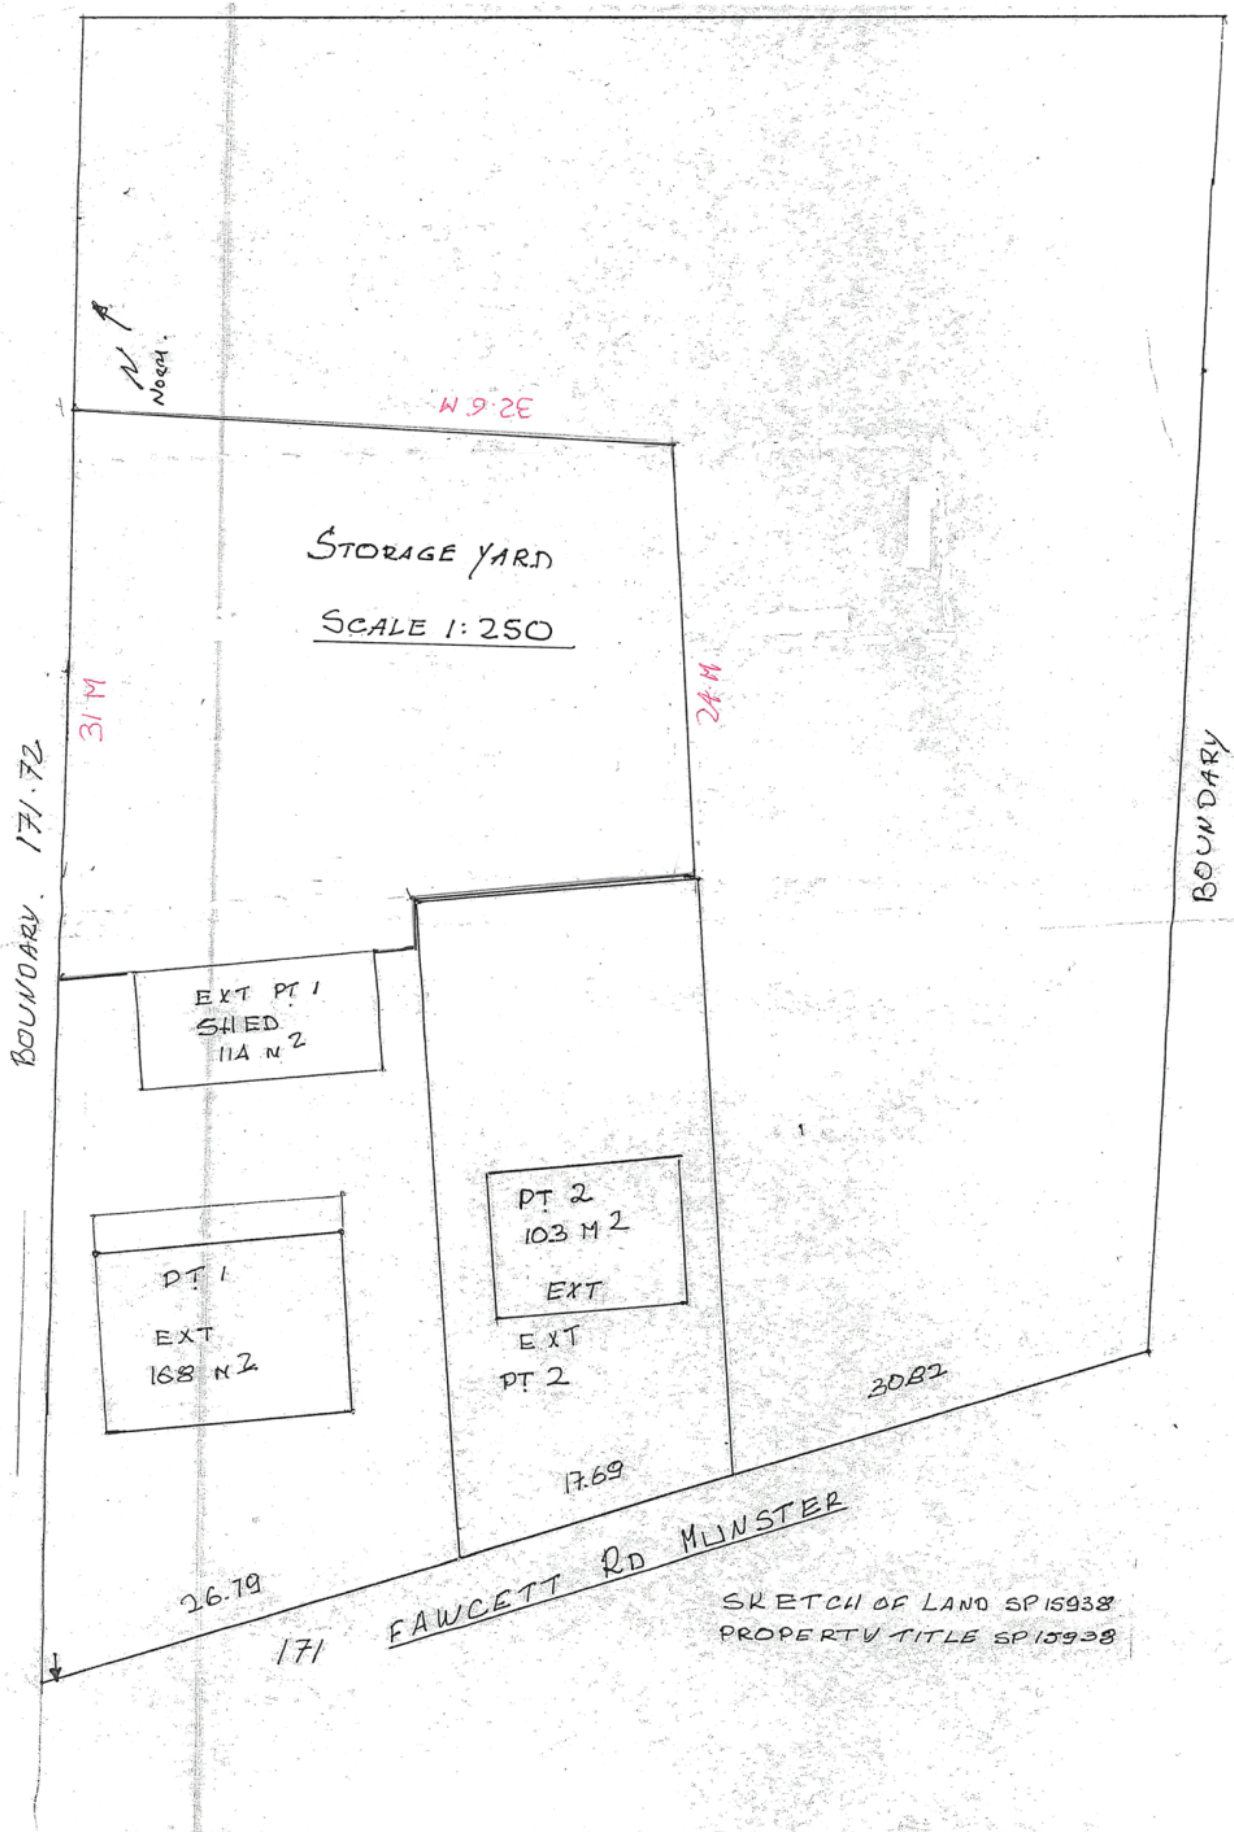 N
NORM.
32.6 M
STORAGE YARD
SCALE 1:250
31 M
24 M
BOUNDARY. 171.72
BOUNDARY
EXT PT 1
SHED
114 M2
PT 2
103 M2
EXT
EXT
PT 2
PT 1
EXT
168 M2
3082
17.69
26.79
171
FAWCETT RD MUNSTER
SKETCH OF LAND SP15938
PROPERTY TITLE SP15938